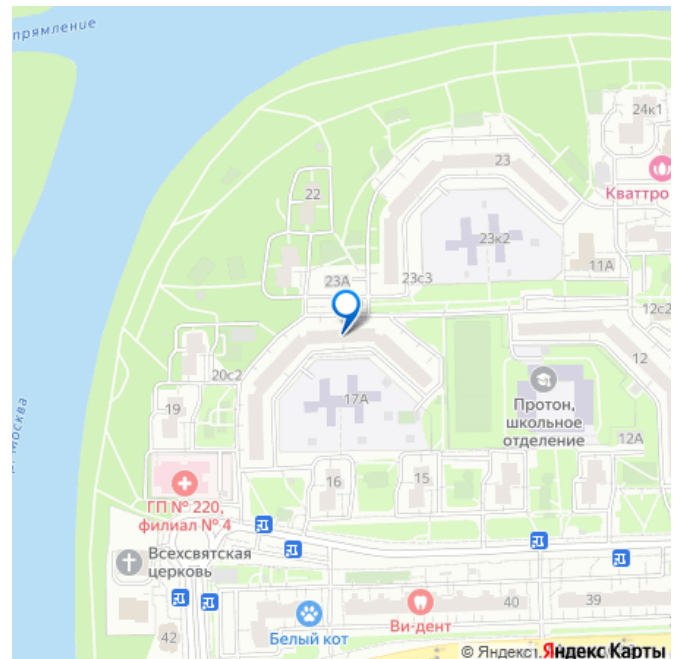 прямление
24к1
23
Кваттро
22
23к2
11А
23А
23с3
12с2
12
20с2
17А
Протон,
школьное
отделение
19
12А
16
15
ГП № 220,
филиал № 4
Всехсвятская
церковь
Москва
40
39
Ви-дент
Белый кот
42
© Яндекс
Яндекс Карты